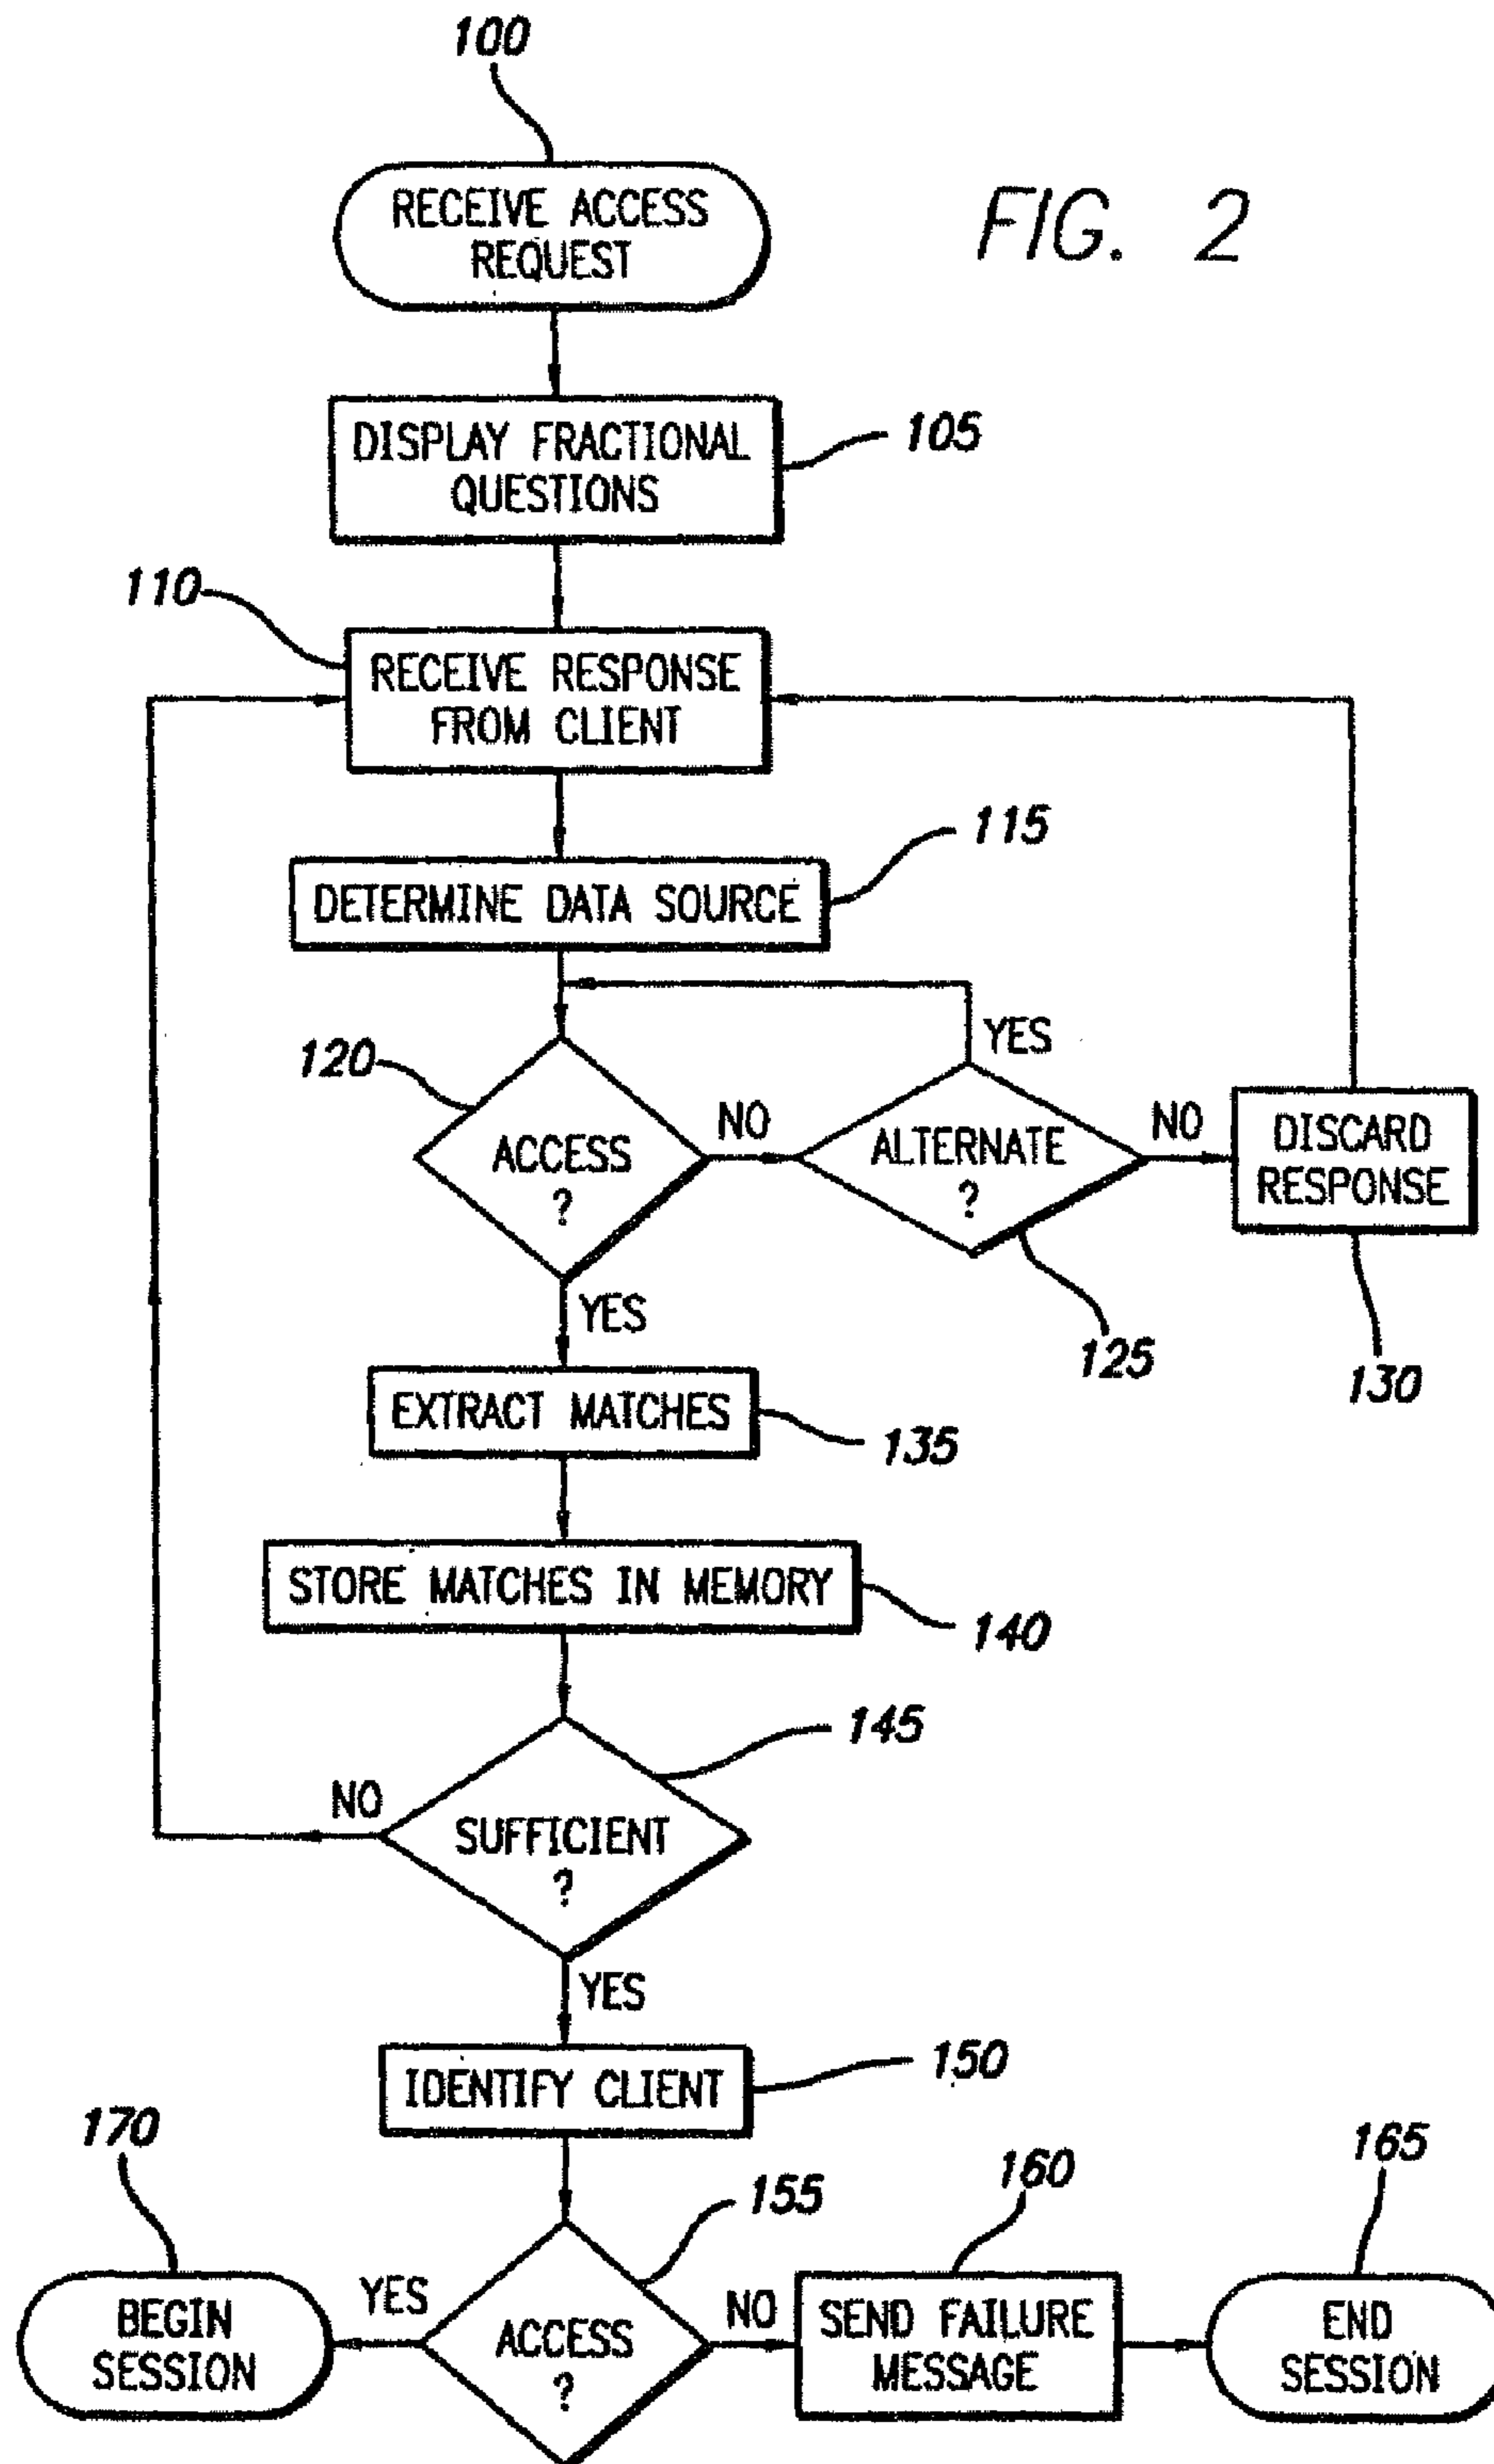 100
RECEIVE ACCESS
REQUEST
FIG. 2
DISPLAY FRACTIONAL
QUESTIONS
105
110
RECEIVE RESPONSE
FROM CLIENT
115
DETERMINE DATA SOURCE
YES
120
ACCESS
?
NO
ALTERNATE
?
NO
DISCARD
RESPONSE
YES
125
130
EXTRACT MATCHES
135
STORE MATCHES IN MEMORY
140
145
NO
SUFFICIENT
?
YES
IDENTIFY CLIENT
150
170
155
160
165
BEGIN
SESSION
YES
ACCESS
?
NO
SEND FAILURE
MESSAGE
END
SESSION